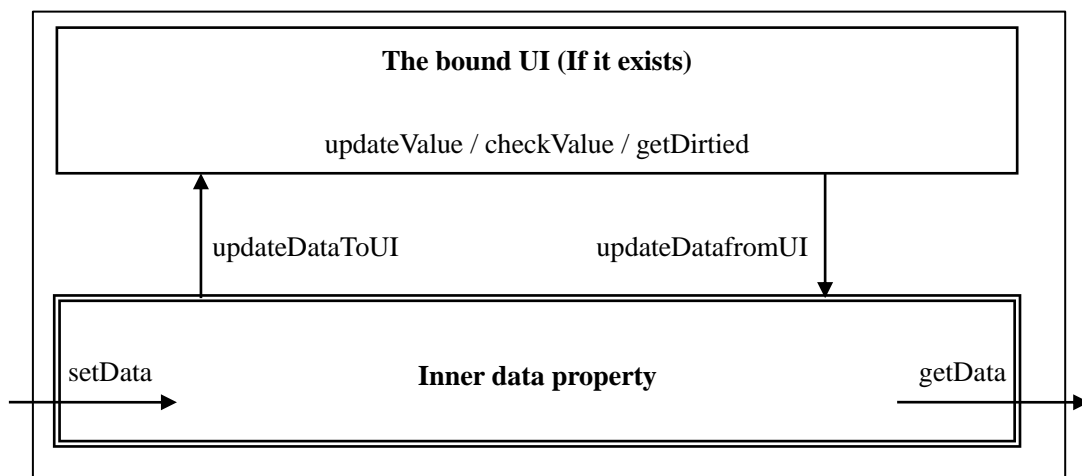 The bound UI (If it exists)
updateValue / checkValue / getDirtied
updateDataToUI
updateDatafromUI
setData
Inner data property
getData